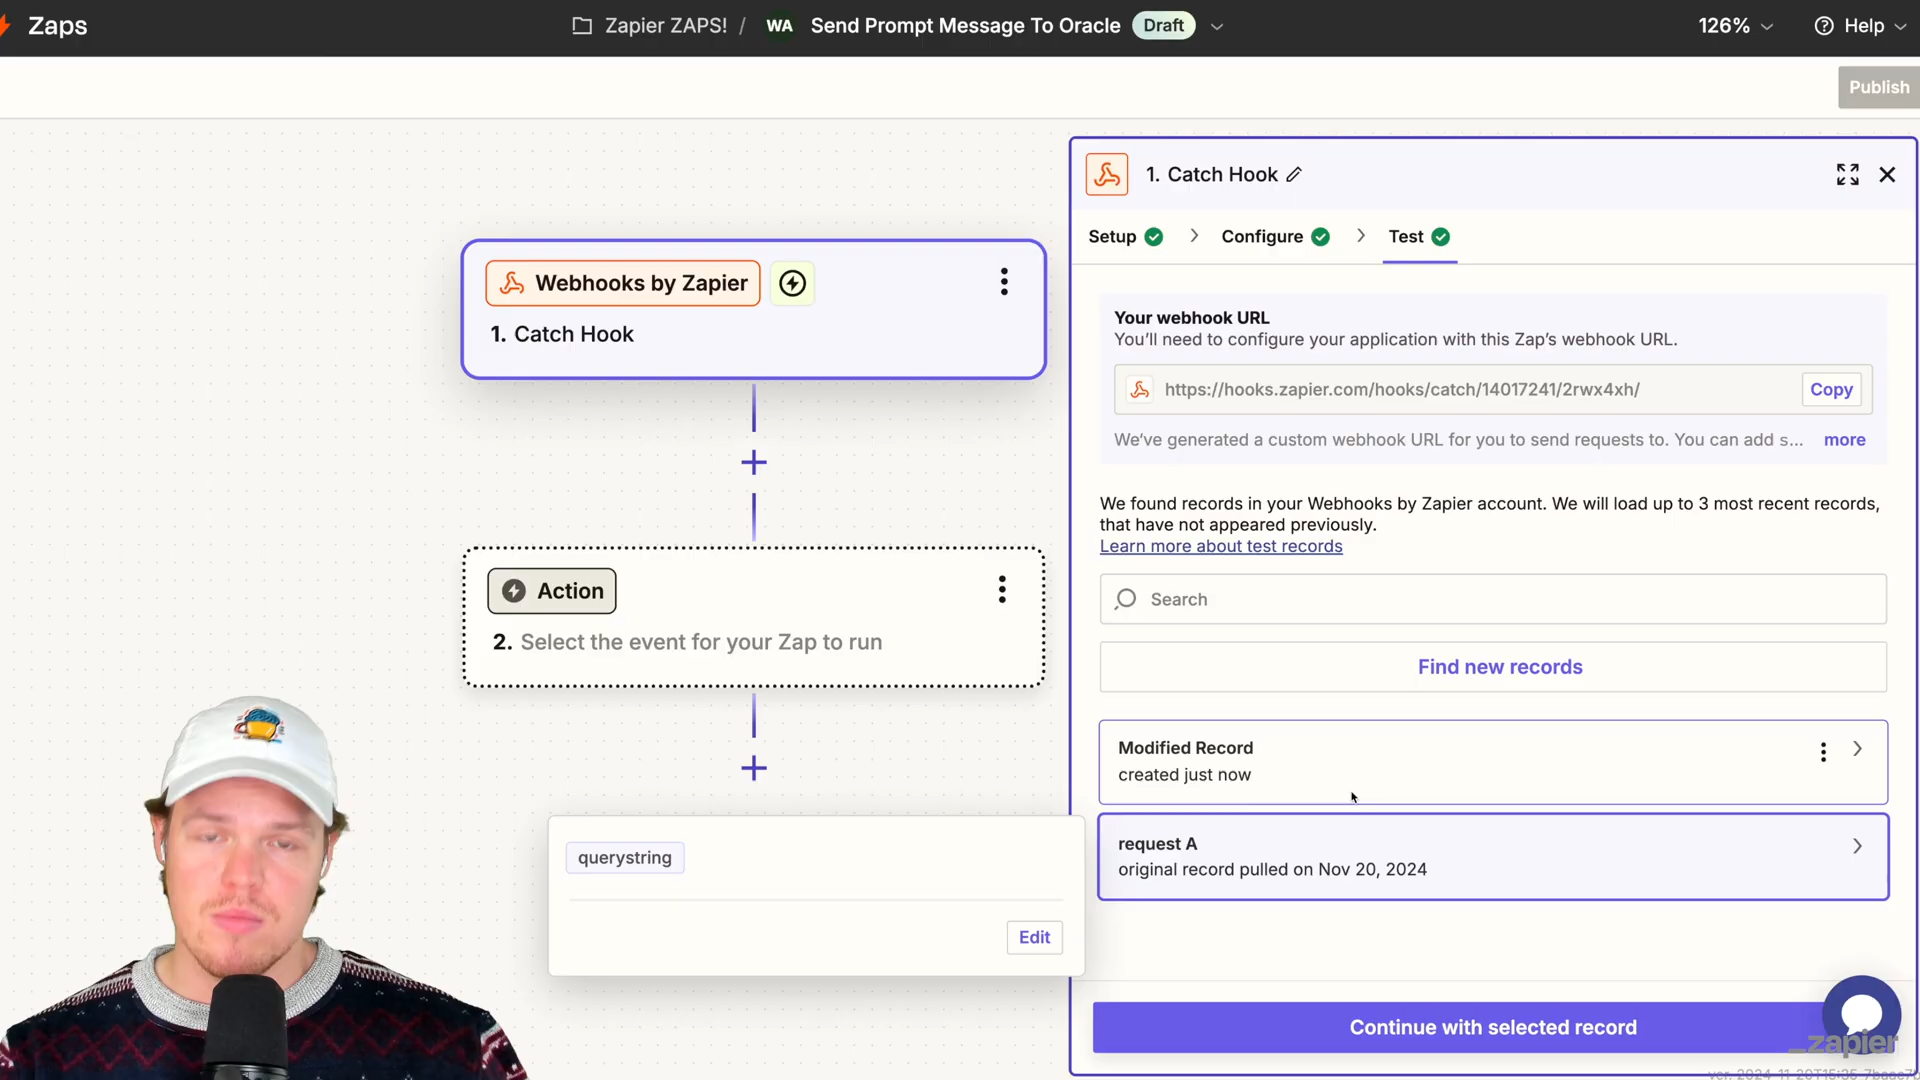 Zaps
Zapier ZAPS! / WA Send Prompt Message To Oracle Draft
126%
Help
Publish
1. Catch Hook
Setup
Configure
Test
Webhooks by Zapier
1. Catch Hook
Your webhook URL
You'll need to configure your application with this Zap's webhook URL.
https://hooks.zapier.com/hooks/catch/14017241/2rwx4xh/
Copy
We've generated a custom webhook URL for you to send requests to. You can add s... more
We found records in your Webhooks by Zapier account. We will load up to 3 most recent records,
that have not appeared previously.
Learn more about test records
Action
2. Select the event for your Zap to run
Search
Find new records
Modified Record
created just now
request A
original record pulled on Nov 20, 2024
querystring
Edit
Continue with selected record
_zapier